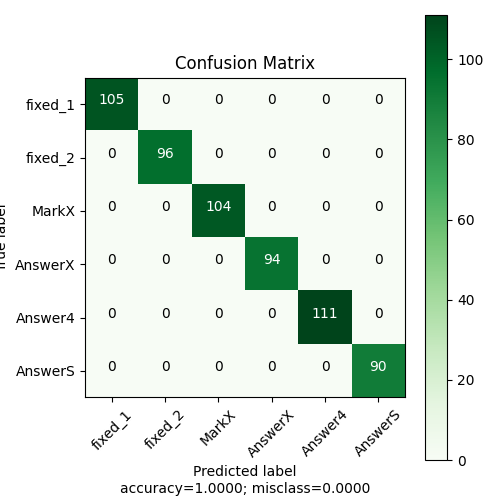 Confusion Matrix
fixed_1 105 0 0 0 0 0
fixed_2 0 96 0 0 0 0
MarkX 0 0 104 0 0 0
AnswerX 0 0 0 94 0 0
Answer4 0 0 0 0 111 0
AnswerS 0 0 0 0 0 90
fixed_1 fixed_2 MarkX AnswerX Answer4 AnswerS
Predicted label
accuracy=1.0000; misclass=0.0000
True label
100
80
60
40
20
0